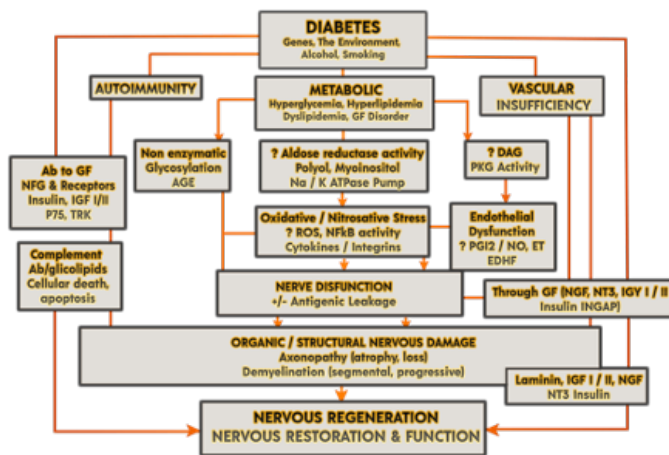 DIABETES
Genes, The Environment,
Alcohol, Smoking
AUTOIMMUNITY
METABOLIC
Hyperglycemia, Hyperlipidemia
Dyslipidemia, GF Disorder
VASCULAR
INSUFFICIENCY
Non enzymatic
Glycosylation
AGE
? Aldose reductase activity
Polyol, Myoinositol
Na / K ATPase Pump
? DAG
PKG Activity
Ab to GF
NFG & Receptors
Insulin, IGF I/II
P75, TRK
Oxidative / Nitrosative Stress
? ROS, NFkB activity
Cytokines / Integrins
Endothelial
Dysfunction
? PGI2 / NO, ET
EDHF
Complement
Ab/glicolipids
Cellular death,
apoptosis
NERVE DISFUNCTION
+/- Antigenic Leakage
Through GF (NGF, NT3, IGY I / II
Insulin INGAP)
ORGANIC / STRUCTURAL NERVOUS DAMAGE
Axonopathy (atrophy, loss)
Demyelination (segmental, progressive)
Laminin, IGF I / II, NGF
NT3 Insulin
NERVOUS REGENERATION
NERVOUS RESTORATION & FUNCTION